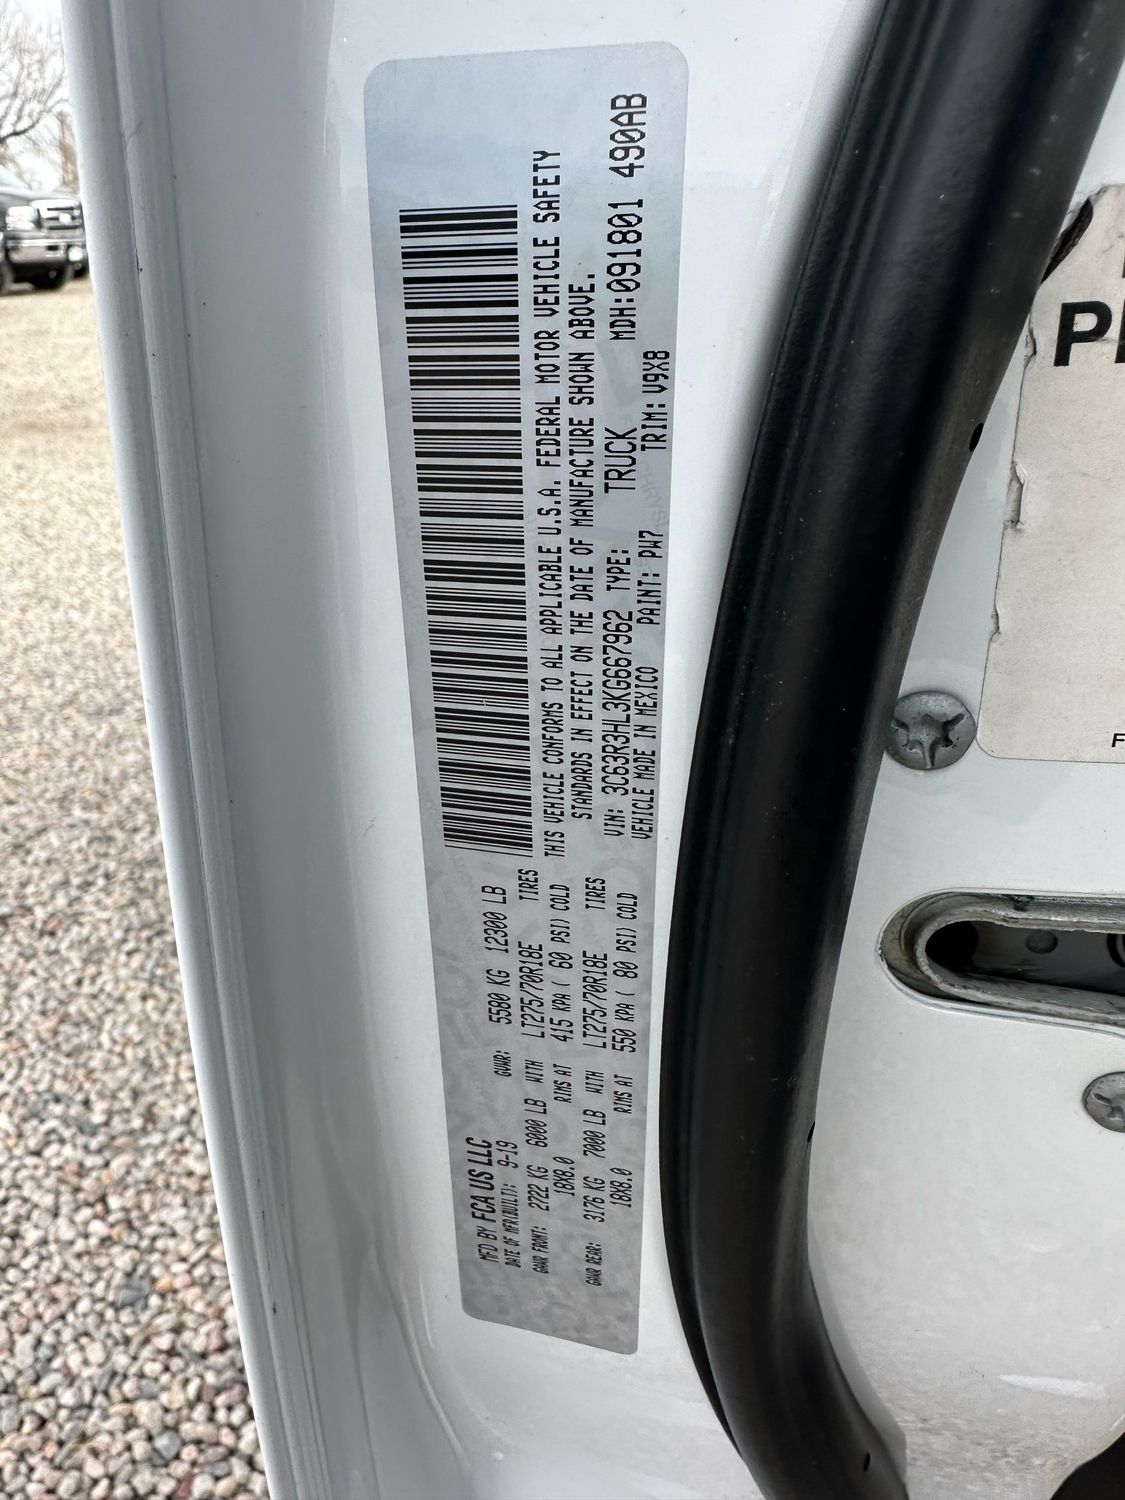 MFD BY FCA US LLC
DATE OF MFR(BUILT): 9-19 GVWR: 5580 KG 12300 LB
GAWR FRONT: 2722 KG 6000 LB WITH LT275/70R18E TIRES
18X8.0 RIMS AT 415 KPA ( 60 PSI) COLD
GAWR REAR: 3176 KG 7000 LB WITH LT275/70R18E TIRES
18X8.0 RIMS AT 550 KPA ( 80 PSI) COLD
THIS VEHICLE CONFORMS TO ALL APPLICABLE U.S.A. FEDERAL MOTOR VEHICLE SAFETY
STANDARDS IN EFFECT ON THE DATE OF MANUFACTURE SHOWN ABOVE.
VIN: 3C63R3HL3KG667962 TYPE: TRUCK MDH:091801 490AB
VEHICLE MADE IN MEXICO PAINT: PW7 TRIM: V9X8